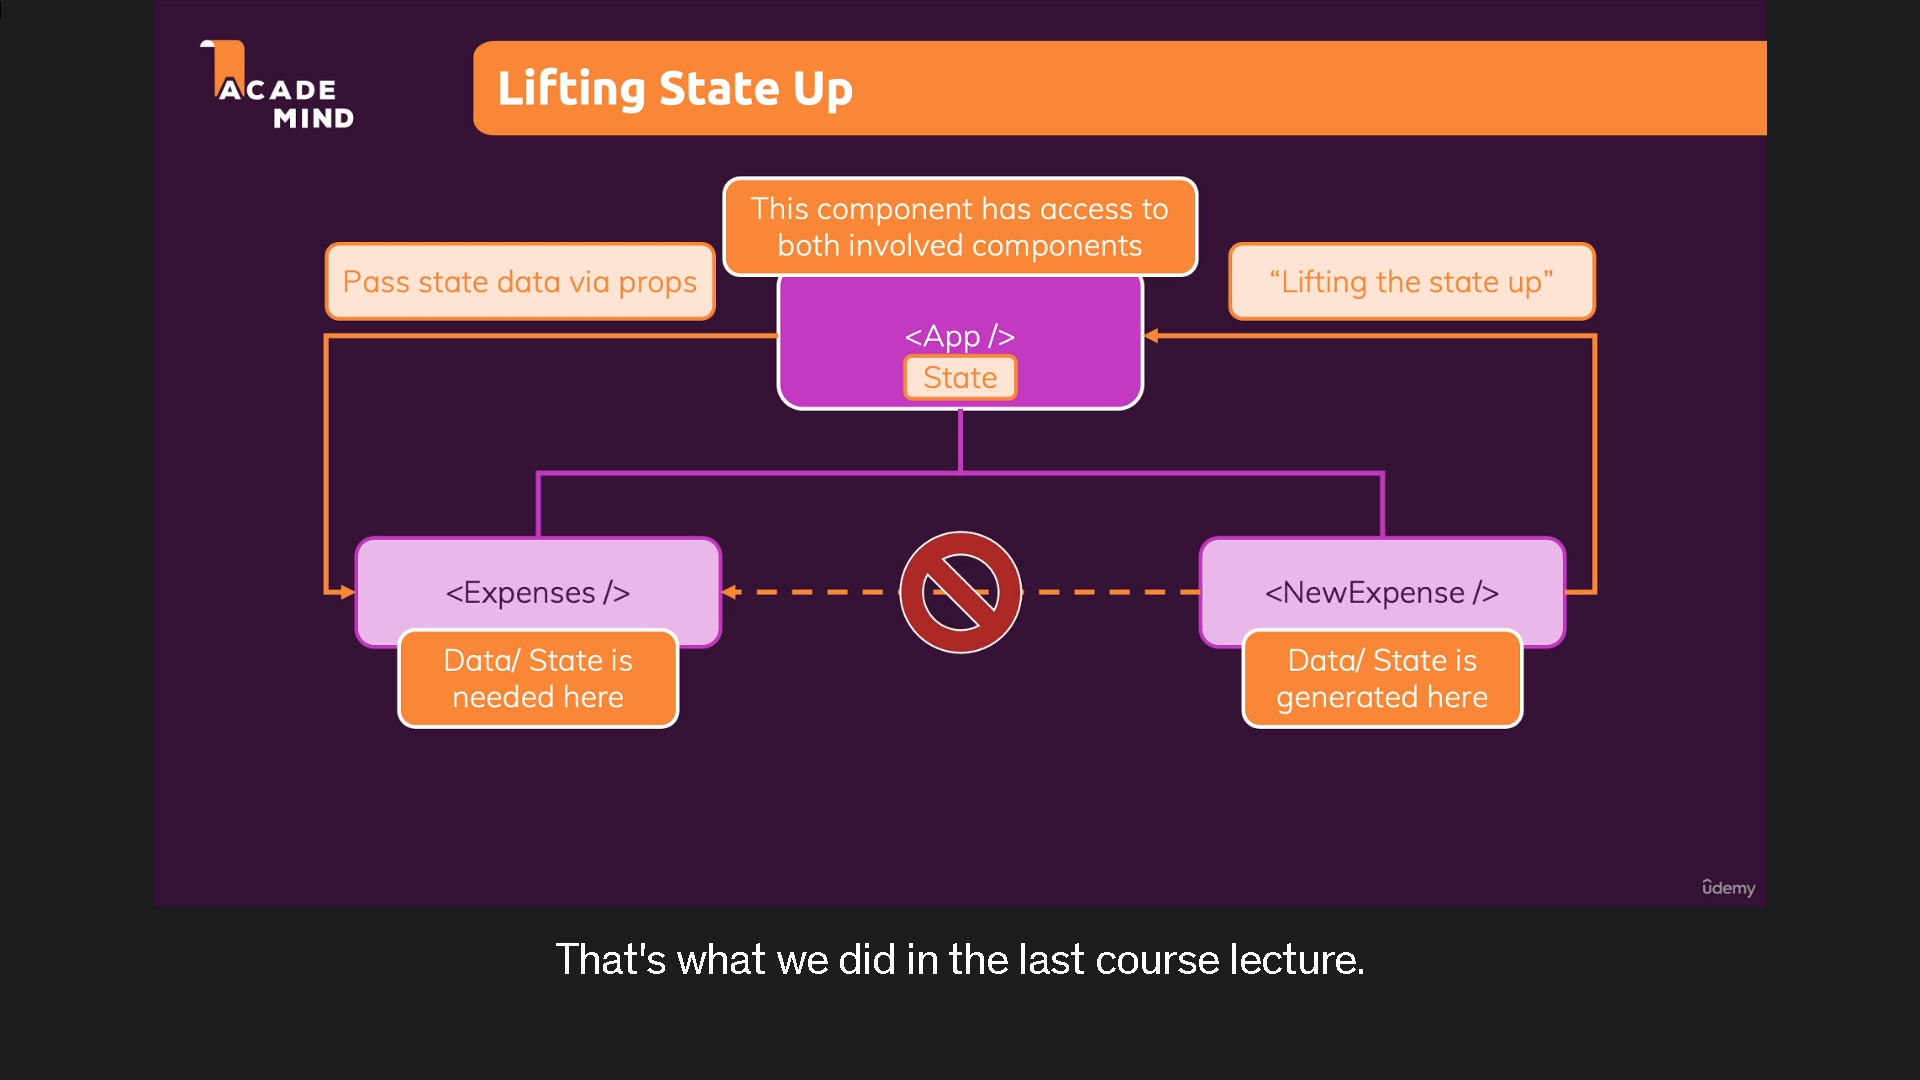 ACADE
MIND
Lifting State Up
This component has access to
both involved components
Pass state data via props
“Lifting the state up”
<App />
State
<Expenses />
<NewExpense />
Data/ State is
needed here
Data/ State is
generated here
ûdemy
That's what we did in the last course lecture.